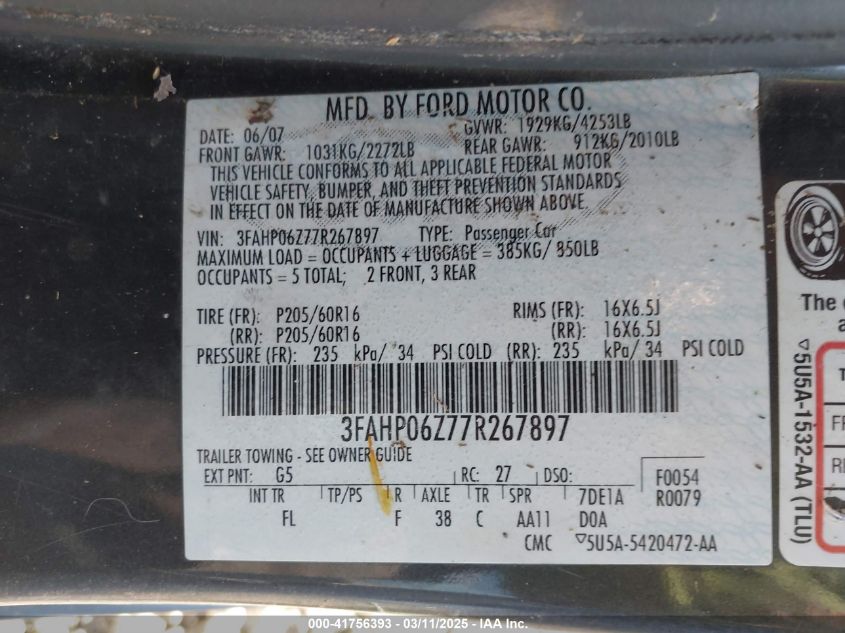 MFD. BY FORD MOTOR CO.
DATE: 06/07 GVWR: 1929KG/4253LB
FRONT GAWR: 1031KG/2272LB REAR GAWR: 912KG/2010LB
THIS VEHICLE CONFORMS TO ALL APPLICABLE FEDERAL MOTOR
VEHICLE SAFETY, BUMPER, AND THEFT PREVENTION STANDARDS
IN EFFECT ON THE DATE OF MANUFACTURE SHOWN ABOVE.
VIN: 3FAHP06Z77R267897 TYPE: Passenger Car
MAXIMUM LOAD = OCCUPANTS + LUGGAGE = 385KG/ 850LB
OCCUPANTS = 5 TOTAL; 2 FRONT, 3 REAR
TIRE (FR): P205/60R16 RIMS (FR): 16X6.5J
(RR): P205/60R16 (RR): 16X6.5J
PRESSURE (FR): 235 kPa/ 34 PSI COLD (RR): 235 kPa/ 34 PSI COLD
3FAHP06Z77R267897
TRAILER TOWING - SEE OWNER GUIDE
EXT PNT: G5 RC: 27 DSO: F0054
INT TR TP/PS R AXLE TR SPR 7DE1A R0079
FL F 38 C AA11 D0A
CMC ▽5U5A-5420472-AA
The
▽5U5A-1532-AA (TLU)
00--41756393 - 03/11/2025 - IAA Inc.